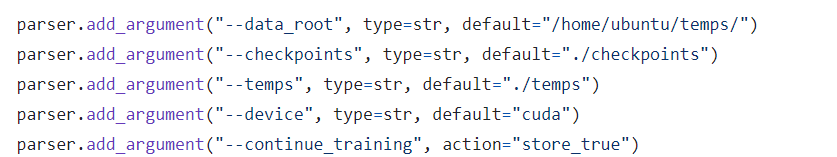 parser.add_argument("--data_root", type=str, default="/home/ubuntu/temps/")
parser.add_argument("--checkpoints", type=str, default="./checkpoints")
parser.add_argument("--temps", type=str, default="./temps")
parser.add_argument("--device", type=str, default="cuda")
parser.add_argument("--continue_training", action="store_true")